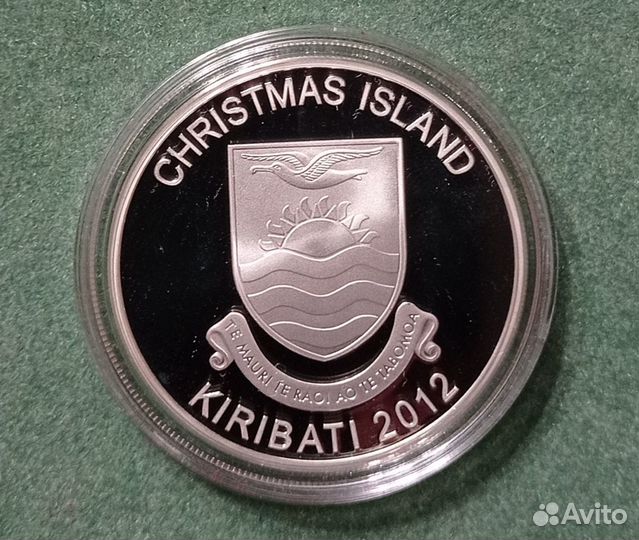 CHRISTMAS ISLAND
TE MAURI TE RAOI AO TE TABOMOA
KIRIBATI 2012
Avito